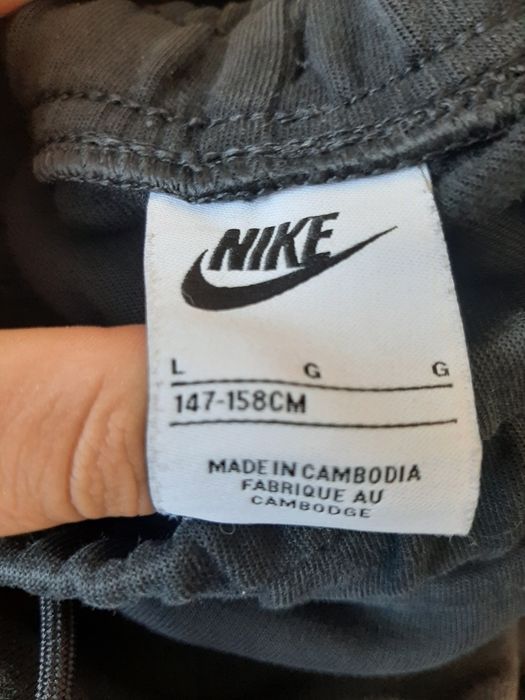 NIKE
L G G
147-158CM
MADE IN CAMBODIA
FABRIQUE AU
CAMBODGE